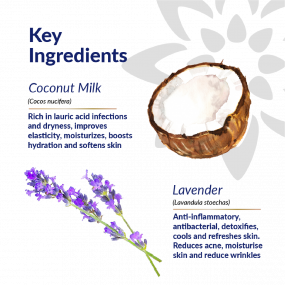 Key
Ingredients
Coconut Milk
(Cocos nucifera)
Rich in lauric acid infections
and dryness, improves
elasticity, moisturizes, boosts
hydration and softens skin
Lavender
(Lavandula stoechas)
Anti-inflammatory,
antibacterial, detoxifies,
cools and refreshes skin.
Reduces acne, moisturise
skin and reduce wrinkles